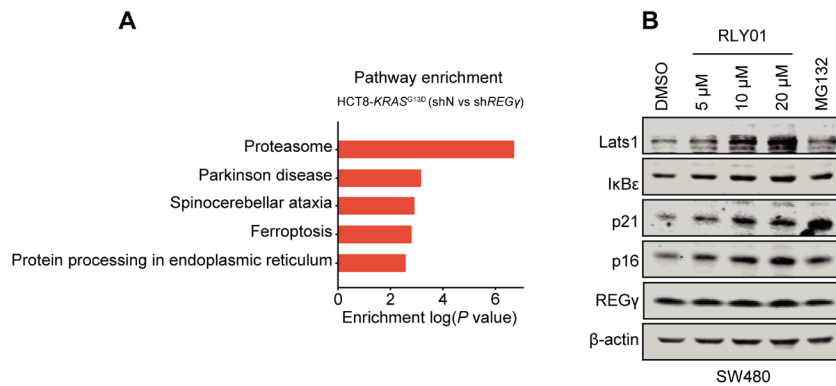 A
Pathway enrichment
HCT8-KRASᴳ¹³ᴰ (shN vs shREGγ)
Proteasome
Parkinson disease
Spinocerebellar ataxia
Ferroptosis
Protein processing in endoplasmic reticulum
0 2 4 6
Enrichment log(P value)
B
RLY01
DMSO 5 μM 10 μM 20 μM MG132
Lats1
IκBε
p21
p16
REGγ
β-actin
SW480